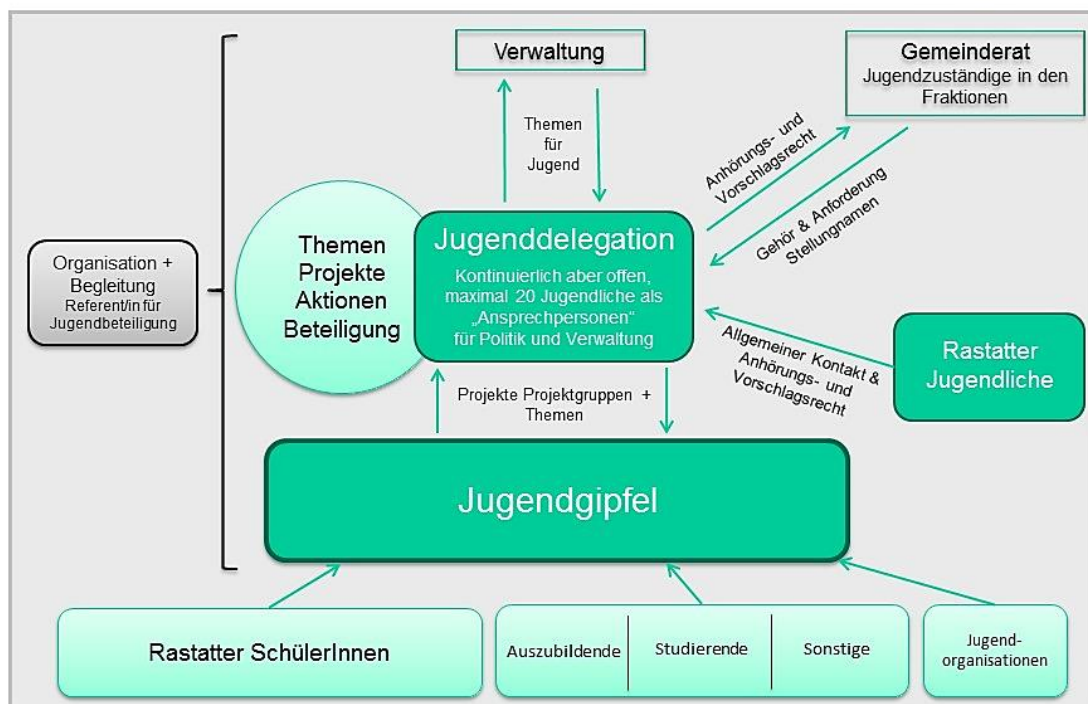 Verwaltung
Gemeinderat
Jugendzuständige in den
Fraktionen
Themen
für
Jugend
Anhörungs- und
Vorschlagsrecht
Gehör & Anforderung
Stellungnamen
Organisation +
Begleitung
Referent/in für
Jugendbeteiligung
Themen
Projekte
Aktionen
Beteiligung
Jugenddelegation
Kontinuierlich aber offen,
maximal 20 Jugendliche als
„Ansprechpersonen“
für Politik und Verwaltung
Allgemeiner Kontakt &
Anhörungs- und
Vorschlagsrecht
Rastatter
Jugendliche
Projekte Projektgruppen +
Themen
Jugendgipfel
Rastatter SchülerInnen
Auszubildende
Studierende
Sonstige
Jugend-
organisationen